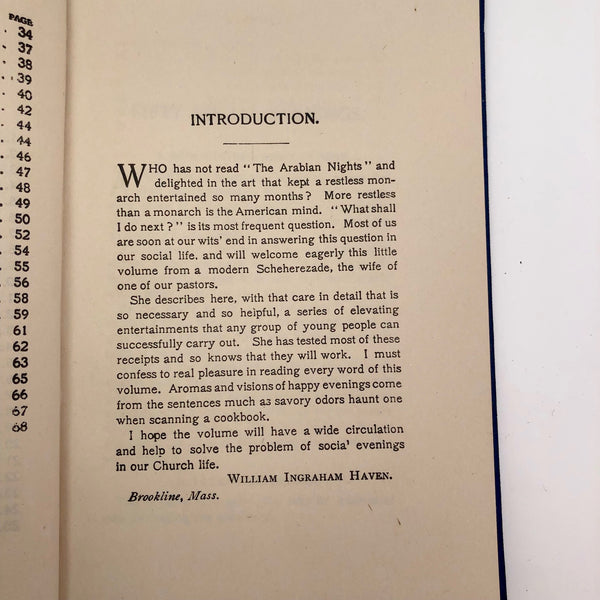 PAGE
· 34
· 37
· 38
· 39
· 40
· 42
· 44
· 44
· 46
· 47
· 48
· 49
· 50
· 52
· 54
· 55
· 56
· 58
· 59
61
62
63
65
66
67
68
INTRODUCTION.
WHO has not read "The Arabian Nights" and
delighted in the art that kept a restless mon-
arch entertained so many months? More restless
than a monarch is the American mind. "What shall
I do next?" is its most frequent question. Most of us
are soon at our wits' end in answering this question in
our social life, and will welcome eagerly this little
volume from a modern Scheherezade, the wife of
one of our pastors.
She describes here, with that care in detail that is
so necessary and so helpful, a series of elevating
entertainments that any group of young people can
successfully carry out. She has tested most of these
receipts and so knows that they will work. I must
confess to real pleasure in reading every word of this
volume. Aromas and visions of happy evenings come
from the sentences much as savory odors haunt one
when scanning a cookbook.
I hope the volume will have a wide circulation
and help to solve the problem of social evenings
in our Church life.
WILLIAM INGRAHAM HAVEN.
Brookline, Mass.